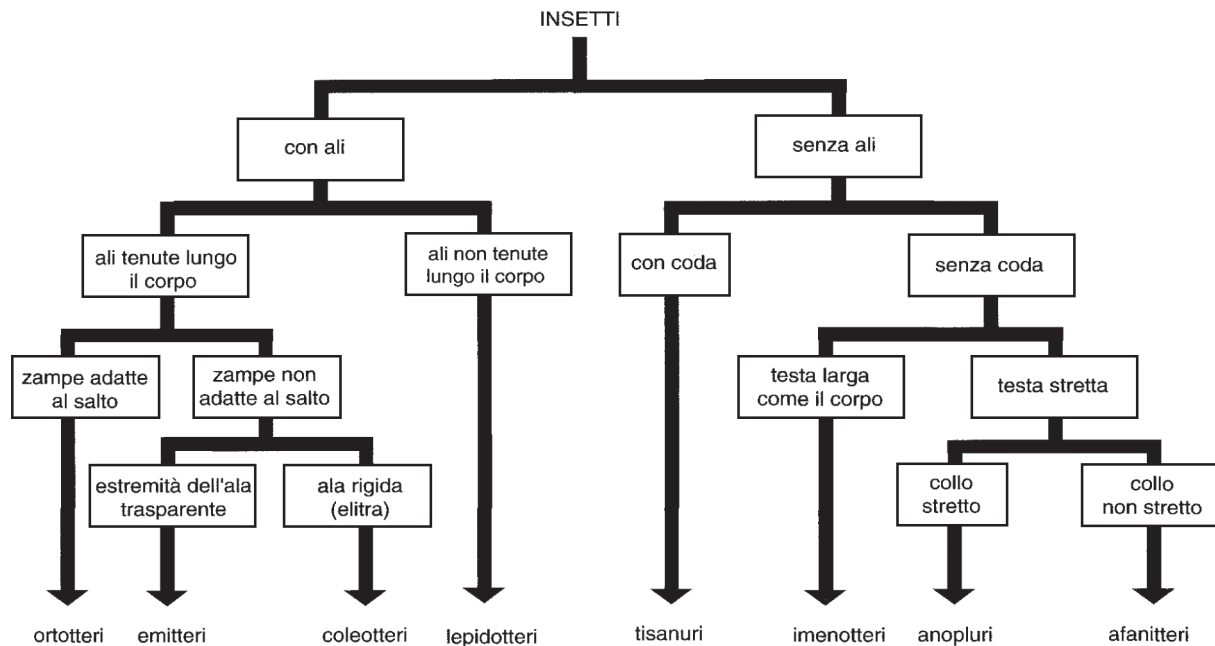 INSETTI
con ali
senza ali
ali tenute lungo
il corpo
ali non tenute
lungo il corpo
con coda
senza coda
zampe adatte
al salto
zampe non
adatte al salto
testa larga
come il corpo
testa stretta
estremità dell'ala
trasparente
ala rigida
(elitra)
collo
stretto
collo
non stretto
ortotteri
emitteri
coleotteri
lepidotteri
tisanuri
imenotteri
anopluri
afanitteri